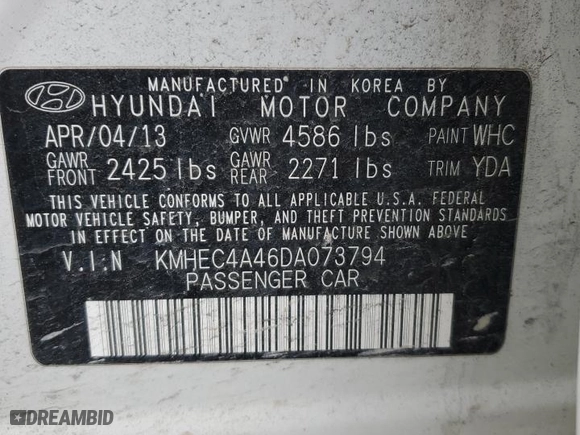 MANUFACTURED IN KOREA BY
HYUNDAI MOTOR COMPANY
APR/04/13 GVWR 4586 lbs PAINT WHC
GAWR FRONT 2425 lbs GAWR REAR 2271 lbs TRIM YDA
THIS VEHICLE CONFORMS TO ALL APPLICABLE U.S.A. FEDERAL
MOTOR VEHICLE SAFETY, BUMPER, AND THEFT PREVENTION STANDARDS
IN EFFECT ON THE DATE OF MANUFACTURE SHOWN ABOVE
V.I.N KMHEC4A46DA073794
PASSENGER CAR
DREAMBID